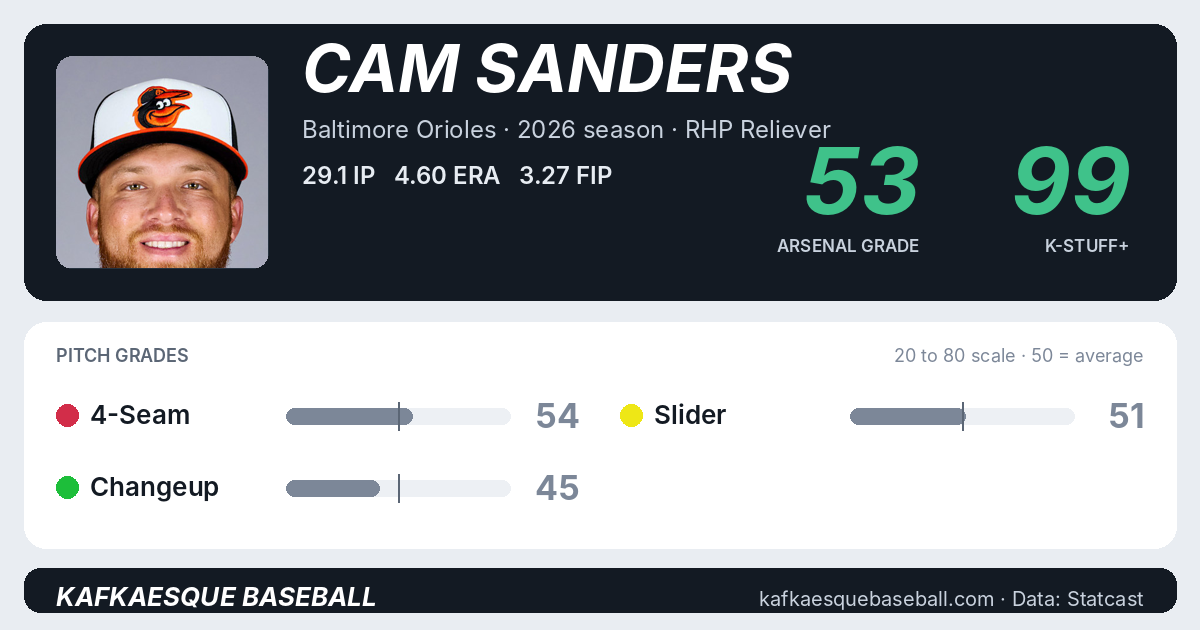 CAM SANDERS
Baltimore Orioles · 2026 season · RHP Reliever
29.1 IP 4.60 ERA 3.27 FIP
53 99
ARSENAL GRADE K-STUFF+
PITCH GRADES 20 to 80 scale · 50 = average
4-Seam 54 Slider 51
Changeup 45
KAFKAESQUE BASEBALL kafkaesquebaseball.com · Data: Statcast